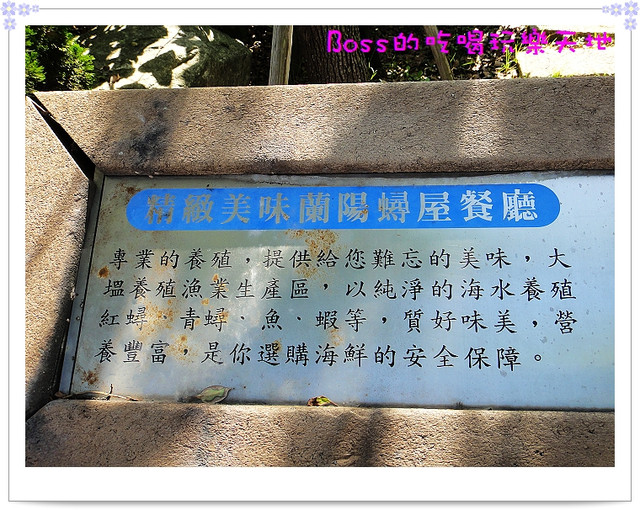 Boss的吃喝玩樂天地
精緻美味蘭陽蟳屋餐廳
專業的養殖，提供給您難忘的美味，大
塭養殖漁業生產區，以純淨的海水養殖
紅蟳、青蟳、魚、蝦等，質好味美，營
養豐富，是你選購海鮮的安全保障。